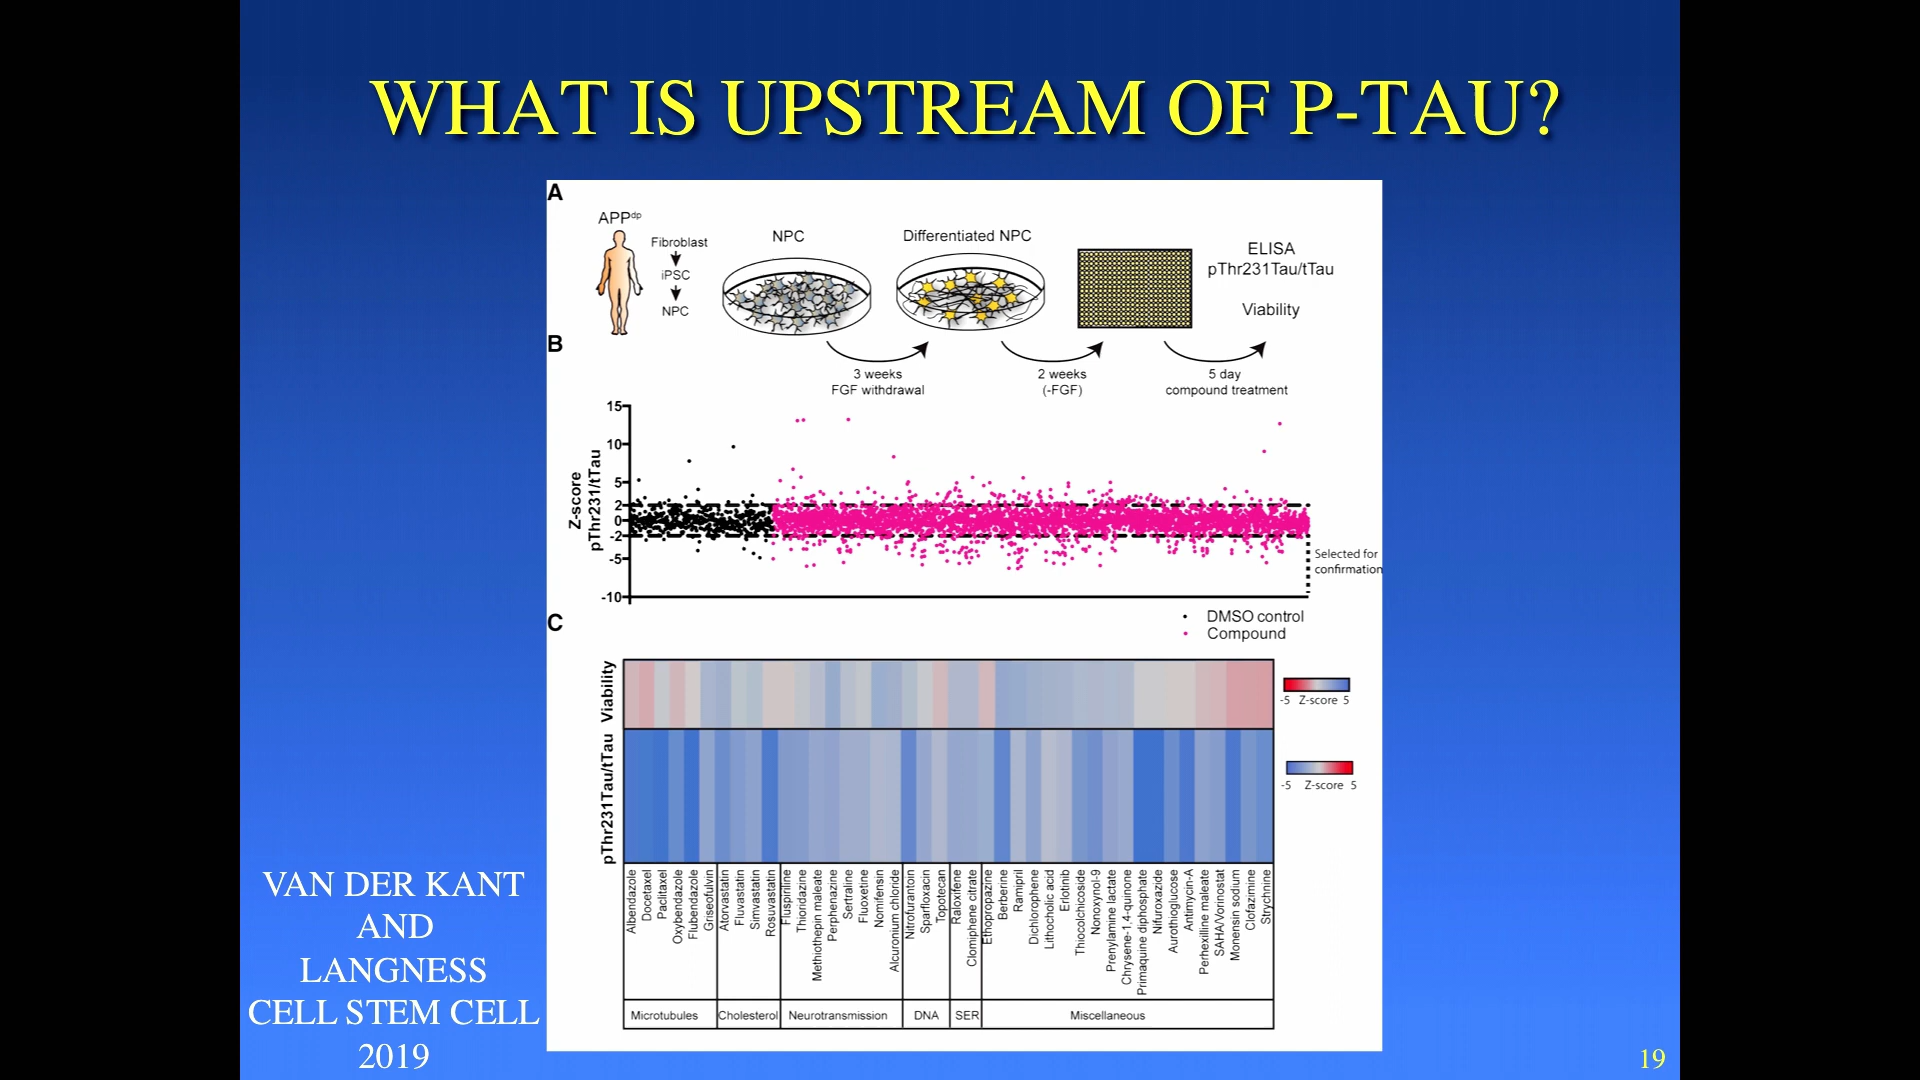 WHAT IS UPSTREAM OF P-TAU?
A
APPdp
Fibroblast
iPSC
NPC
NPC
Differentiated NPC
ELISA
pThr231Tau/tTau
Viability
3 weeks
FGF withdrawal
2 weeks
(-FGF)
5 day
compound treatment
B
Z-score
pThr231/tTau
15
10
5
2
0
-2
-5
-10
Selected for
confirmation
DMSO control
Compound
C
Viability
pThr231Tau/tTau
-5 Z-score 5
-5 Z-score 5
Albendazole
Docetaxel
Paclitaxel
Oxybendazole
Flubendazole
Griseofulvin
Atorvastatin
Fluvastatin
Simvastatin
Rosuvastatin
Fluspiriline
Thioridazine
Methiothepin maleate
Perphenazine
Sertraline
Fluoxetine
Nomifensin
Alcuronium chloride
Nitrofurantoin
Sparfloxacin
Topotecan
Raloxifene
Clomiphene citrate
Ethopropazine
Berberine
Ramipril
Dichlorophene
Lithocholic acid
Erlotinib
Thiocolchicoside
Nonoxynol-9
Prenylamine lactate
Chrysene-1,4-quinone
Primaquine diphosphate
Nifuroxazide
Aurothioglucose
Antimycin-A
Perhexilline maleate
SAHA/Vorinostat
Monensin sodium
Clofazimine
Strychnine
Microtubules
Cholesterol
Neurotransmission
DNA
SER
Miscellaneous
VAN DER KANT
AND
LANGNESS
CELL STEM CELL
2019
19